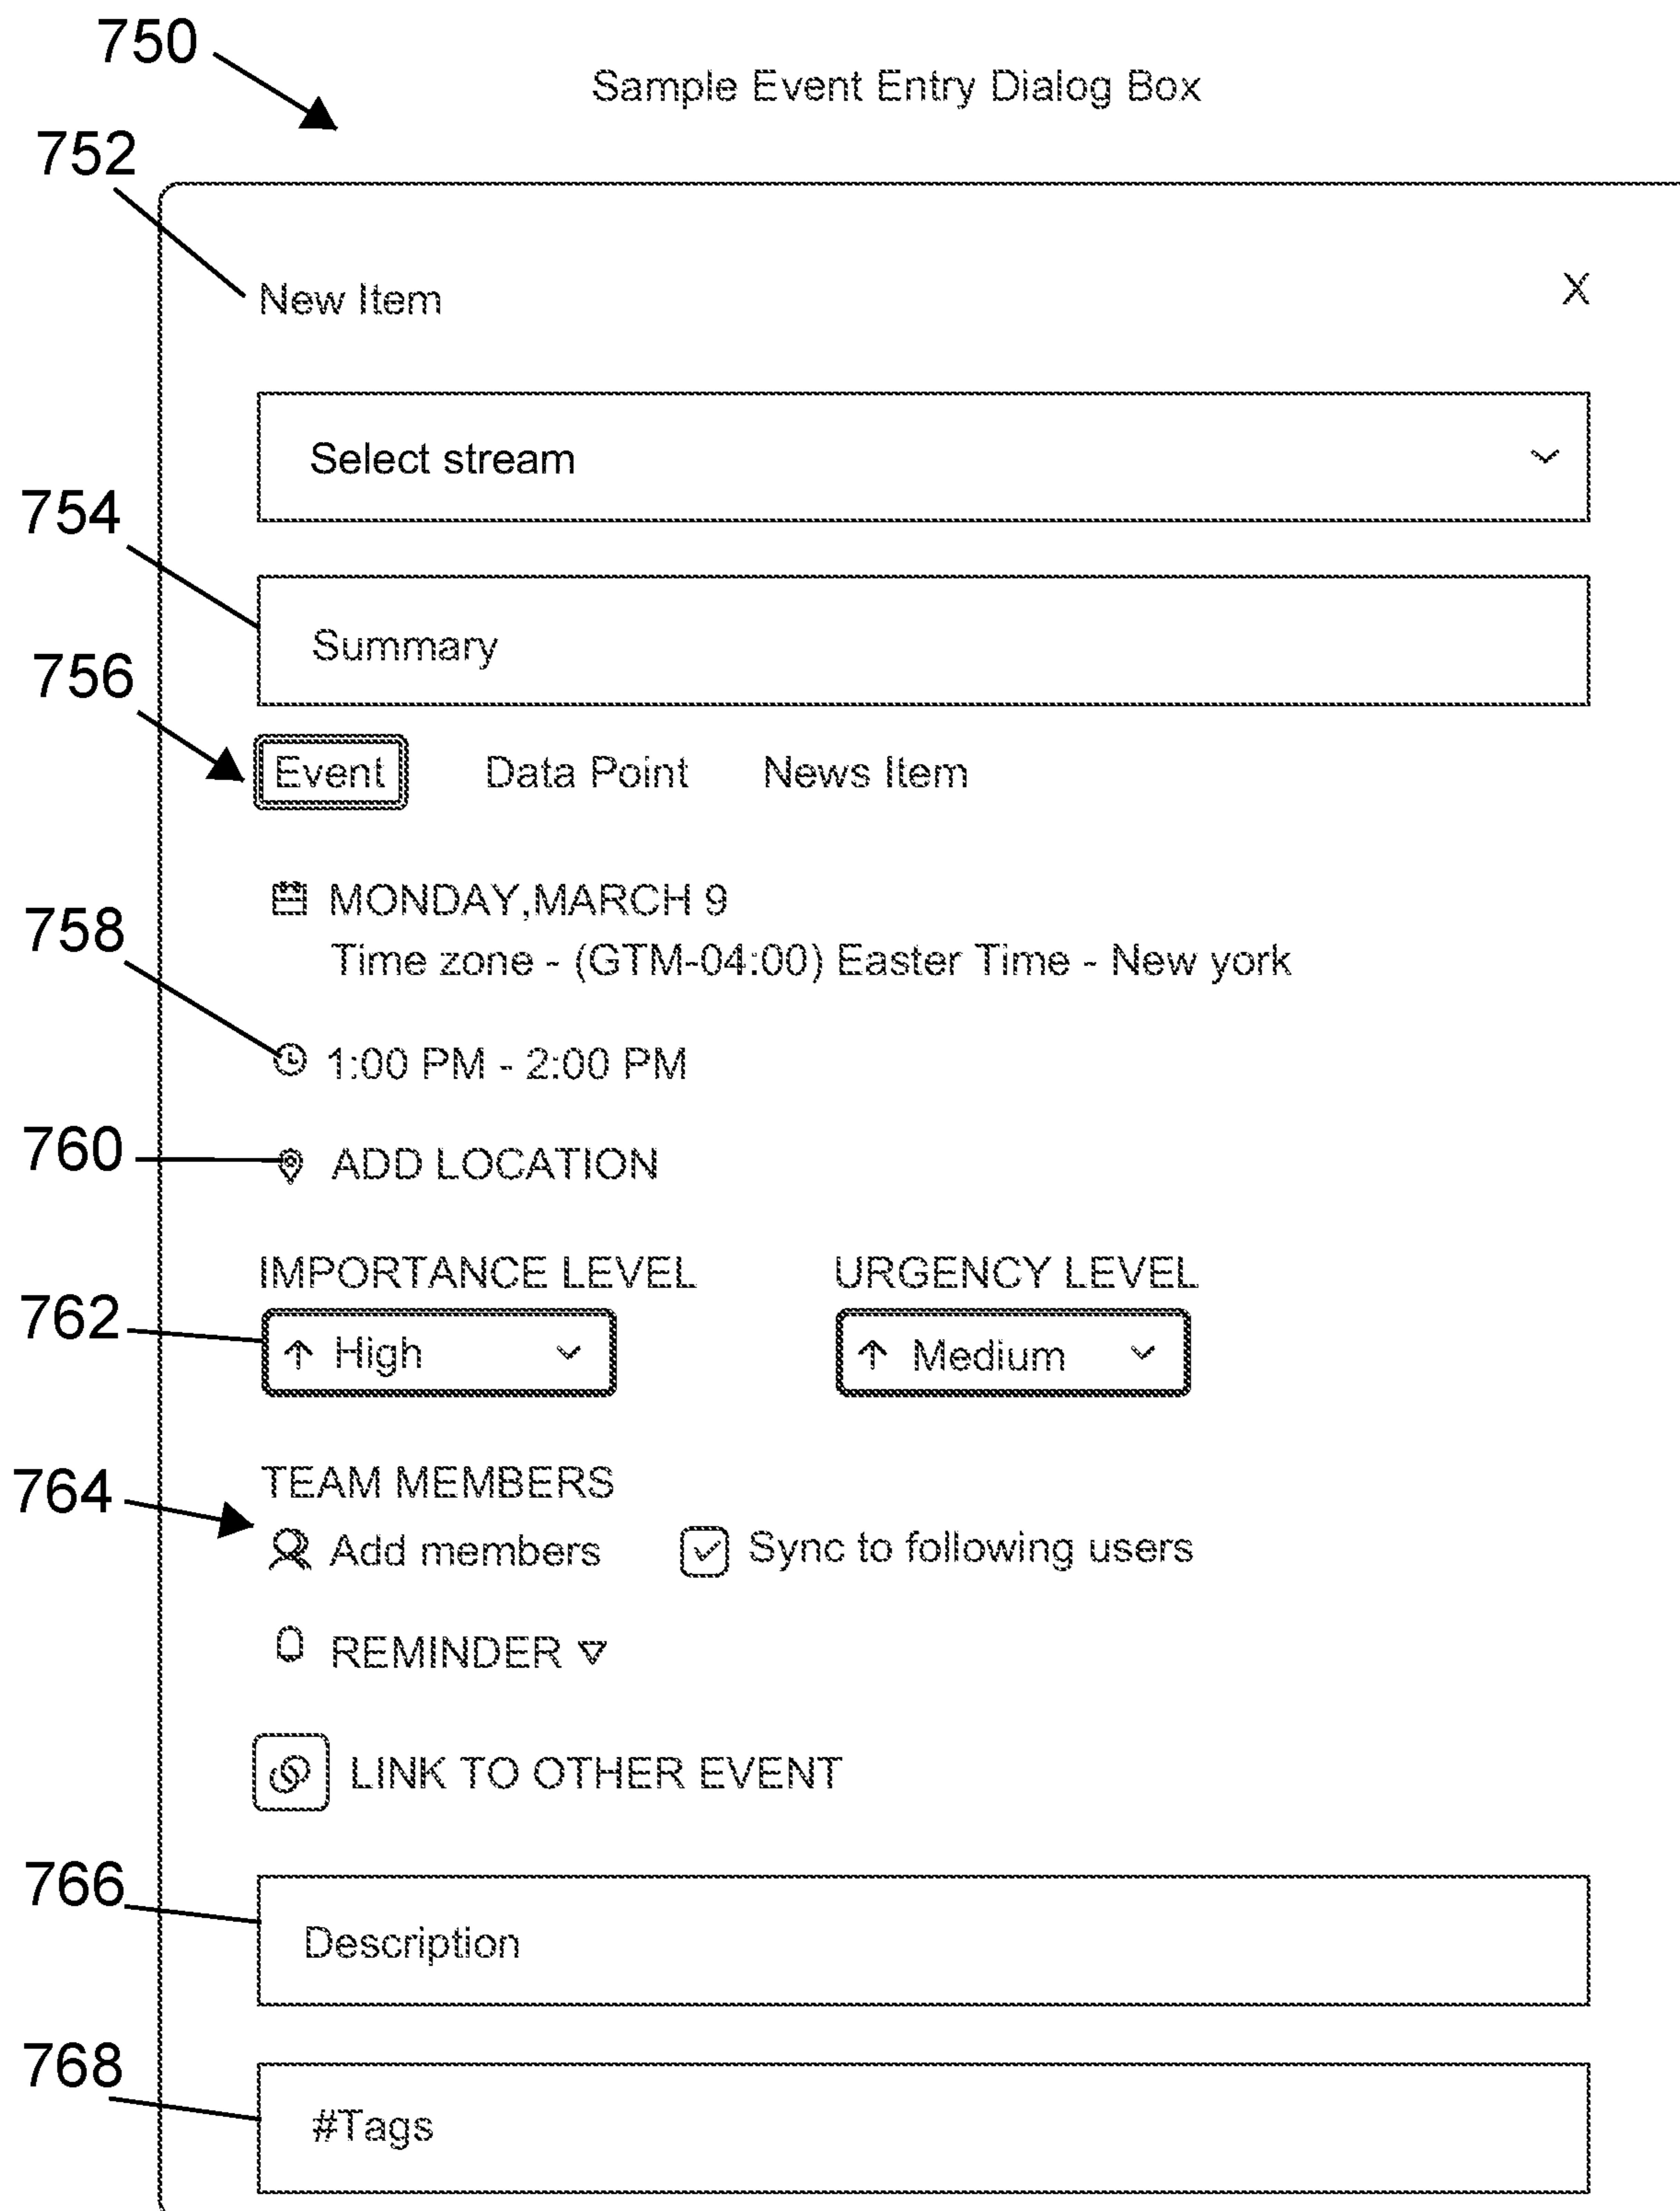 750
Sample Event Entry Dialog Box
752
New Item X
Select stream
754
Summary
756
Event Data Point News Item
MONDAY,MARCH 9
758
Time zone - (GTM-04:00) Easter Time - New york
1:00 PM - 2:00 PM
760 ADD LOCATION
IMPORTANCE LEVEL URGENCY LEVEL
762
High Medium
TEAM MEMBERS
764
Add members Sync to following users
REMINDER
LINK TO OTHER EVENT
766
Description
768
#Tags